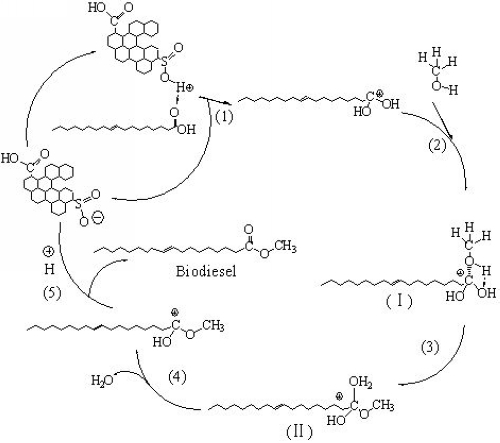 HO
C
O
S
O
O
H
⊕
O
OH
(1)
C
⊕
HO
OH
H
H
H
C
O
H
(2)
HO
C
O
S
O
O
⊖
⊕
H
(5)
O
O
CH3
Biodiesel
H
H
H
C
O
H
⊕
C
HO
OH
(I)
(3)
⊕
C
HO
O
CH3
H2O
(4)
⊕
OH2
C
HO
O
CH3
(II)